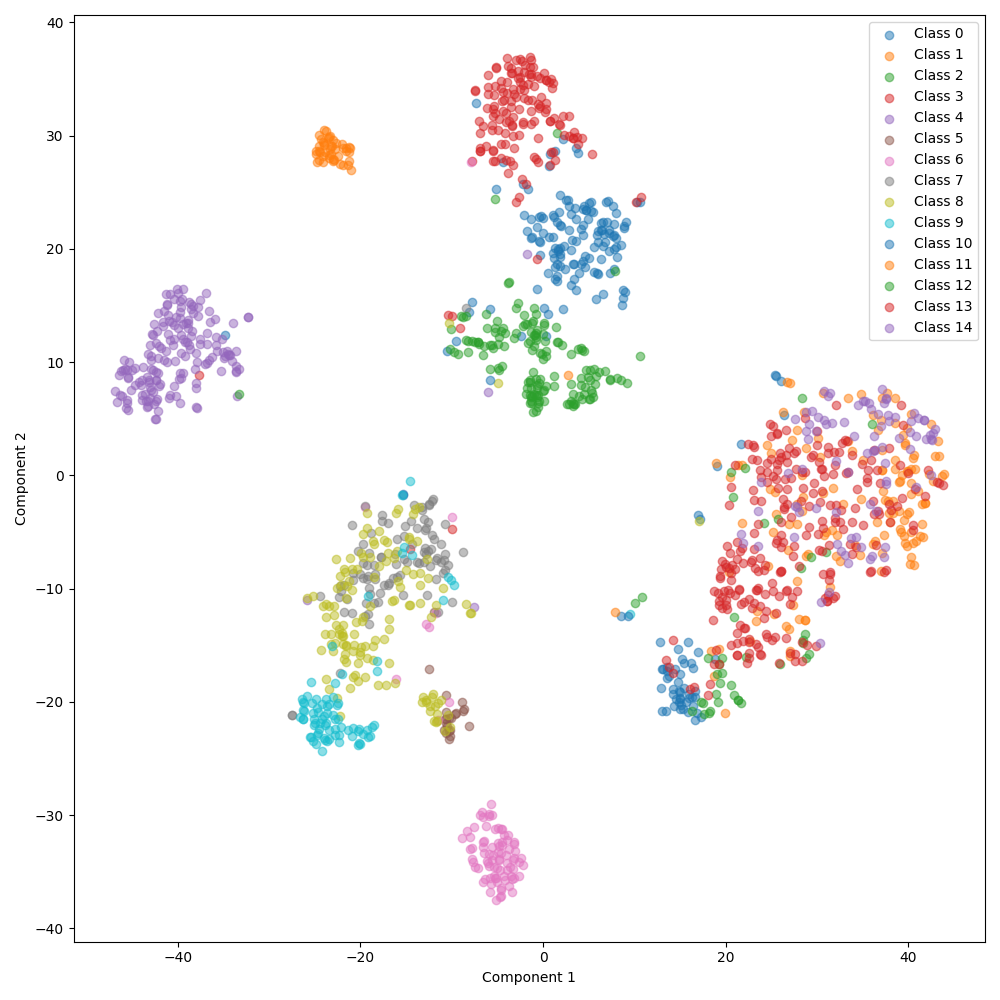 40
30
20
10
0
−10
−20
−30
−40
−40
−20
0
20
40
Component 1
Component 2
Class 0
Class 1
Class 2
Class 3
Class 4
Class 5
Class 6
Class 7
Class 8
Class 9
Class 10
Class 11
Class 12
Class 13
Class 14